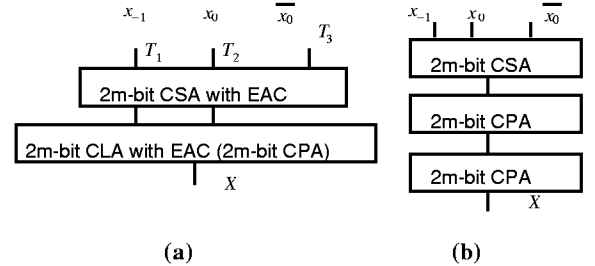 x₋₁ x₀ x̄₀
T₁ T₂ T₃
2m-bit CSA with EAC
2m-bit CLA with EAC (2m-bit CPA)
X
(a)
x₋₁ x₀ x̄₀
2m-bit CSA
2m-bit CPA
2m-bit CPA
X
(b)